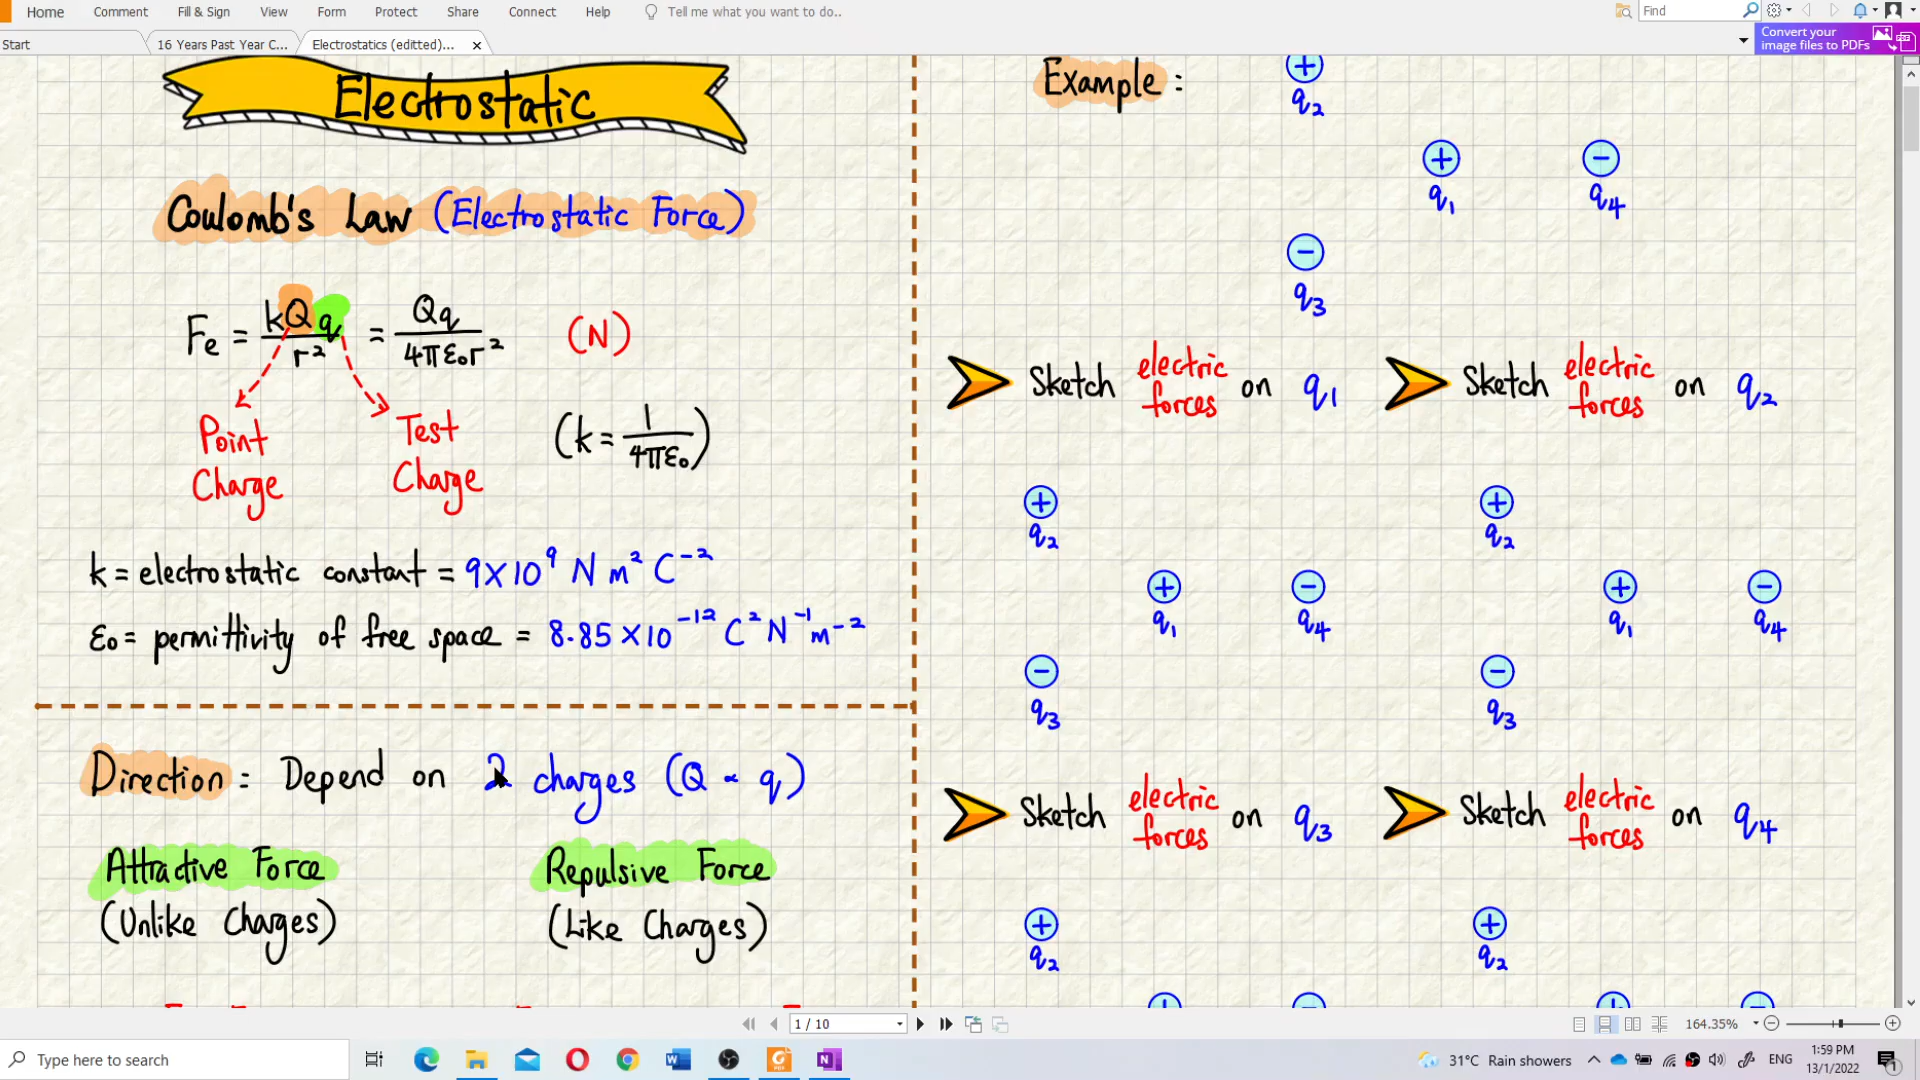 Home Comment Fill & Sign View Form Protect Share Connect Help Tell me what you want to do.. Find
Start 16 Years Past Year C... Electrostatics (editted)... × Convert your
image files to PDFs
Electrostatic
Coulomb's Law (Electrostatic Force)
Fe = kQq/r² = Qq/4πε₀r² (N)
Point Charge
Test Charge
(k = 1/4πε₀)
k = electrostatic constant = 9×10⁹ N m² C⁻²
ε₀ = permittivity of free space = 8.85×10⁻¹² C² N⁻¹ m⁻²
Direction: Depend on 2 charges (Q & q)
Attractive Force
(Unlike Charges)
Repulsive Force
(Like Charges)
Example :
+ q₂
+ q₁ − q₄
− q₃
Sketch electric forces on q₁
+ q₂
+ q₁ − q₄
− q₃
Sketch electric forces on q₂
+ q₂
+ q₁ − q₄
− q₃
Sketch electric forces on q₃
+ q₂
Sketch electric forces on q₄
+ q₂
1 / 10 164.35%
Type here to search 31°C Rain showers ENG 1:59 PM
13/1/2022 1